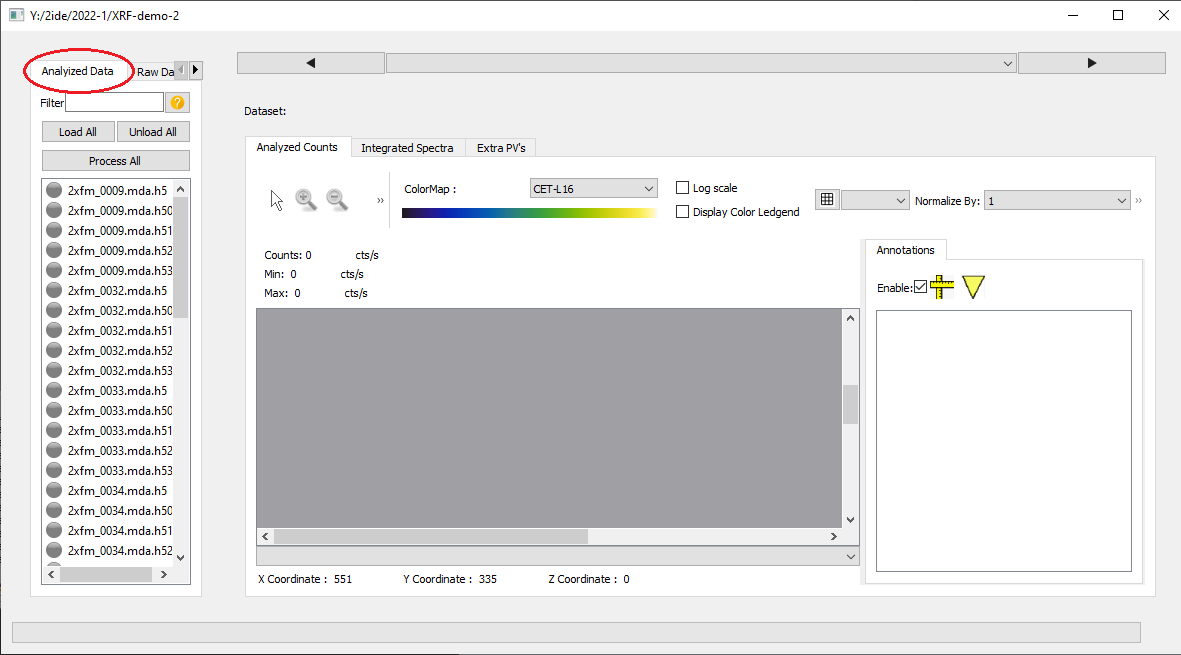 Y:/2ide/2022-1/XRF-demo-2
Analyized Data
Raw Da
Filter
Load All
Unload All
Process All
2xfm_0009.mda.h5
2xfm_0009.mda.h50
2xfm_0009.mda.h51
2xfm_0009.mda.h52
2xfm_0009.mda.h53
2xfm_0032.mda.h5
2xfm_0032.mda.h50
2xfm_0032.mda.h51
2xfm_0032.mda.h52
2xfm_0032.mda.h53
2xfm_0033.mda.h5
2xfm_0033.mda.h50
2xfm_0033.mda.h51
2xfm_0033.mda.h52
2xfm_0033.mda.h53
2xfm_0034.mda.h5
2xfm_0034.mda.h50
2xfm_0034.mda.h51
2xfm_0034.mda.h52
Dataset:
Analyzed Counts
Integrated Spectra
Extra PV's
ColorMap :
CET-L16
Log scale
Display Color Ledgend
Normalize By:
1
Counts: 0 cts/s
Min: 0 cts/s
Max: 0 cts/s
X Coordinate : 551
Y Coordinate : 335
Z Coordinate : 0
Annotations
Enable: